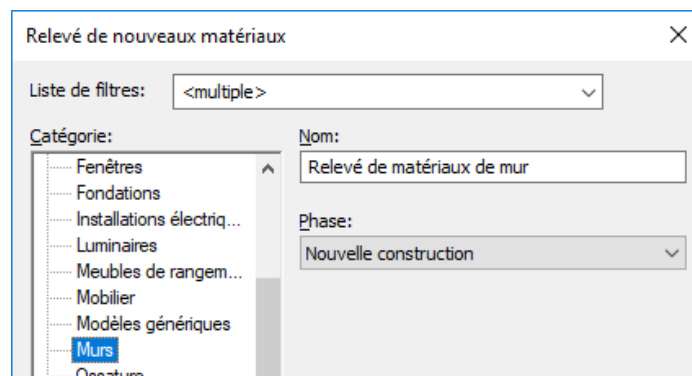 Relevé de nouveaux matériaux
Liste de filtres: <multiple>
Catégorie:
Nom:
Fenêtres
Fondations
Installations électriq...
Luminaires
Meubles de rangem...
Mobilier
Modèles génériques
Murs
Ossature
Relevé de matériaux de mur
Phase:
Nouvelle construction